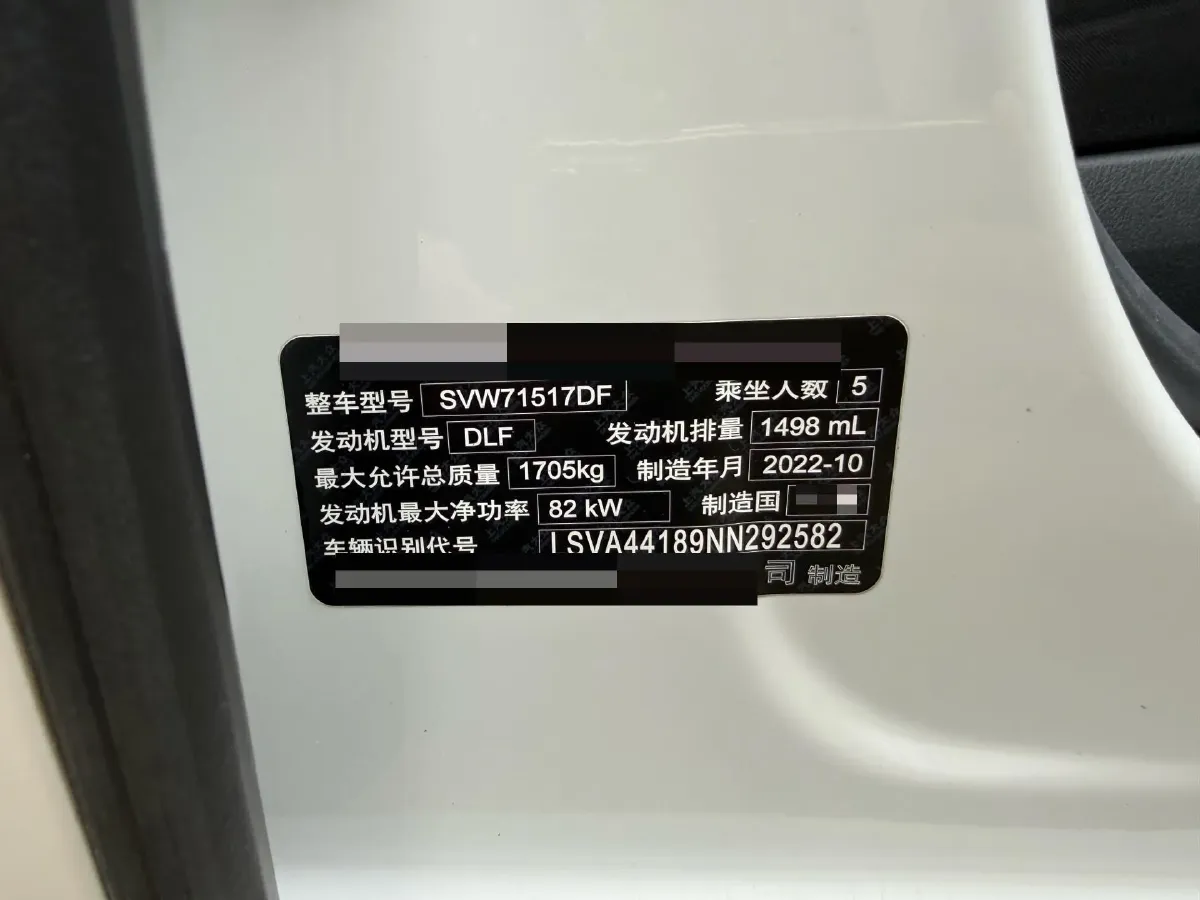 整车型号 SVW71517DF 乘坐人数 5
发动机型号 DLF 发动机排量 1498 mL
最大允许总质量 1705kg 制造年月 2022-10
发动机最大净功率 82 kW 制造国
车辆识别代号 LSVA44189NN292582
司 制造